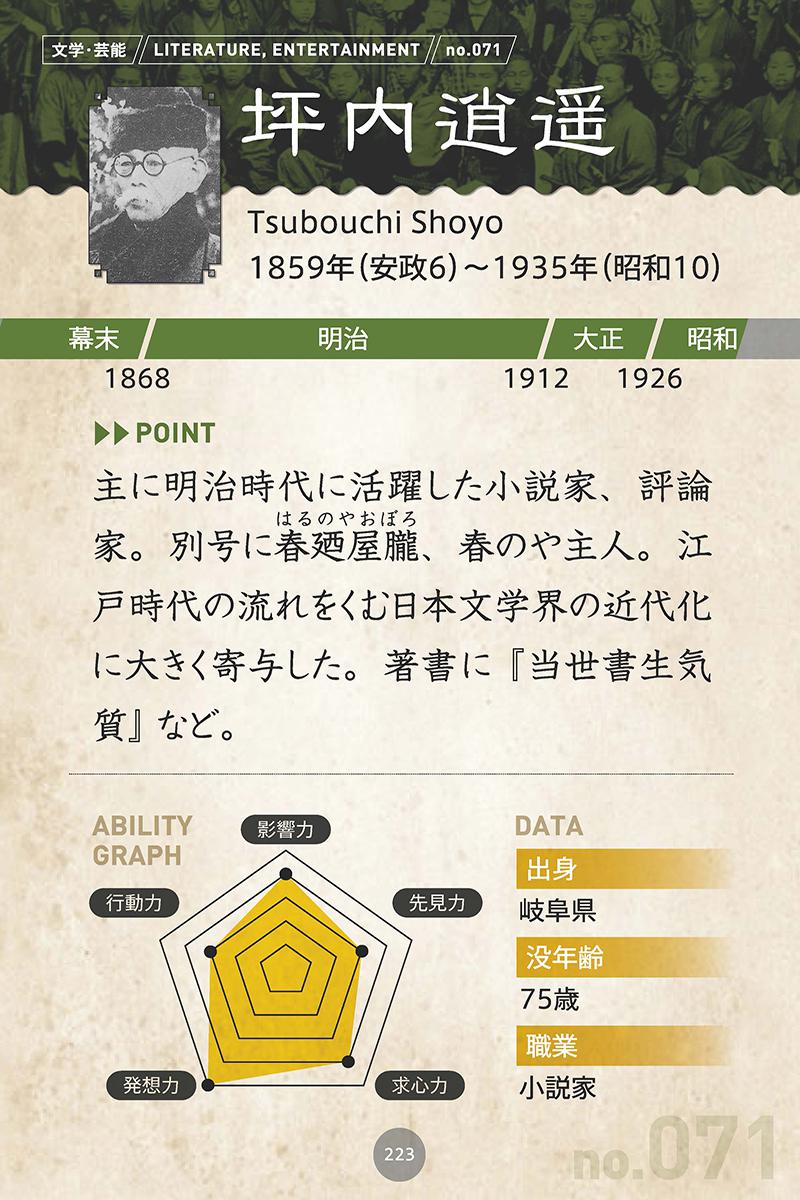 文学・芸能 LITERATURE, ENTERTAINMENT no.071
坪内逍遥
Tsubouchi Shoyo
1859年(安政6)〜1935年(昭和10)
幕末 明治 大正 昭和
1868 1912 1926
POINT
主に明治時代に活躍した小説家、評論
はるのやおぼろ
家。別号に春廼屋朧、春のや主人。江
戸時代の流れをくむ日本文学界の近代化
に大きく寄与した。著書に『当世書生気
質』など。
ABILITY
GRAPH
影響力
行動力
先見力
発想力
求心力
DATA
出身
岐阜県
没年齢
75歳
職業
小説家
223
no.071